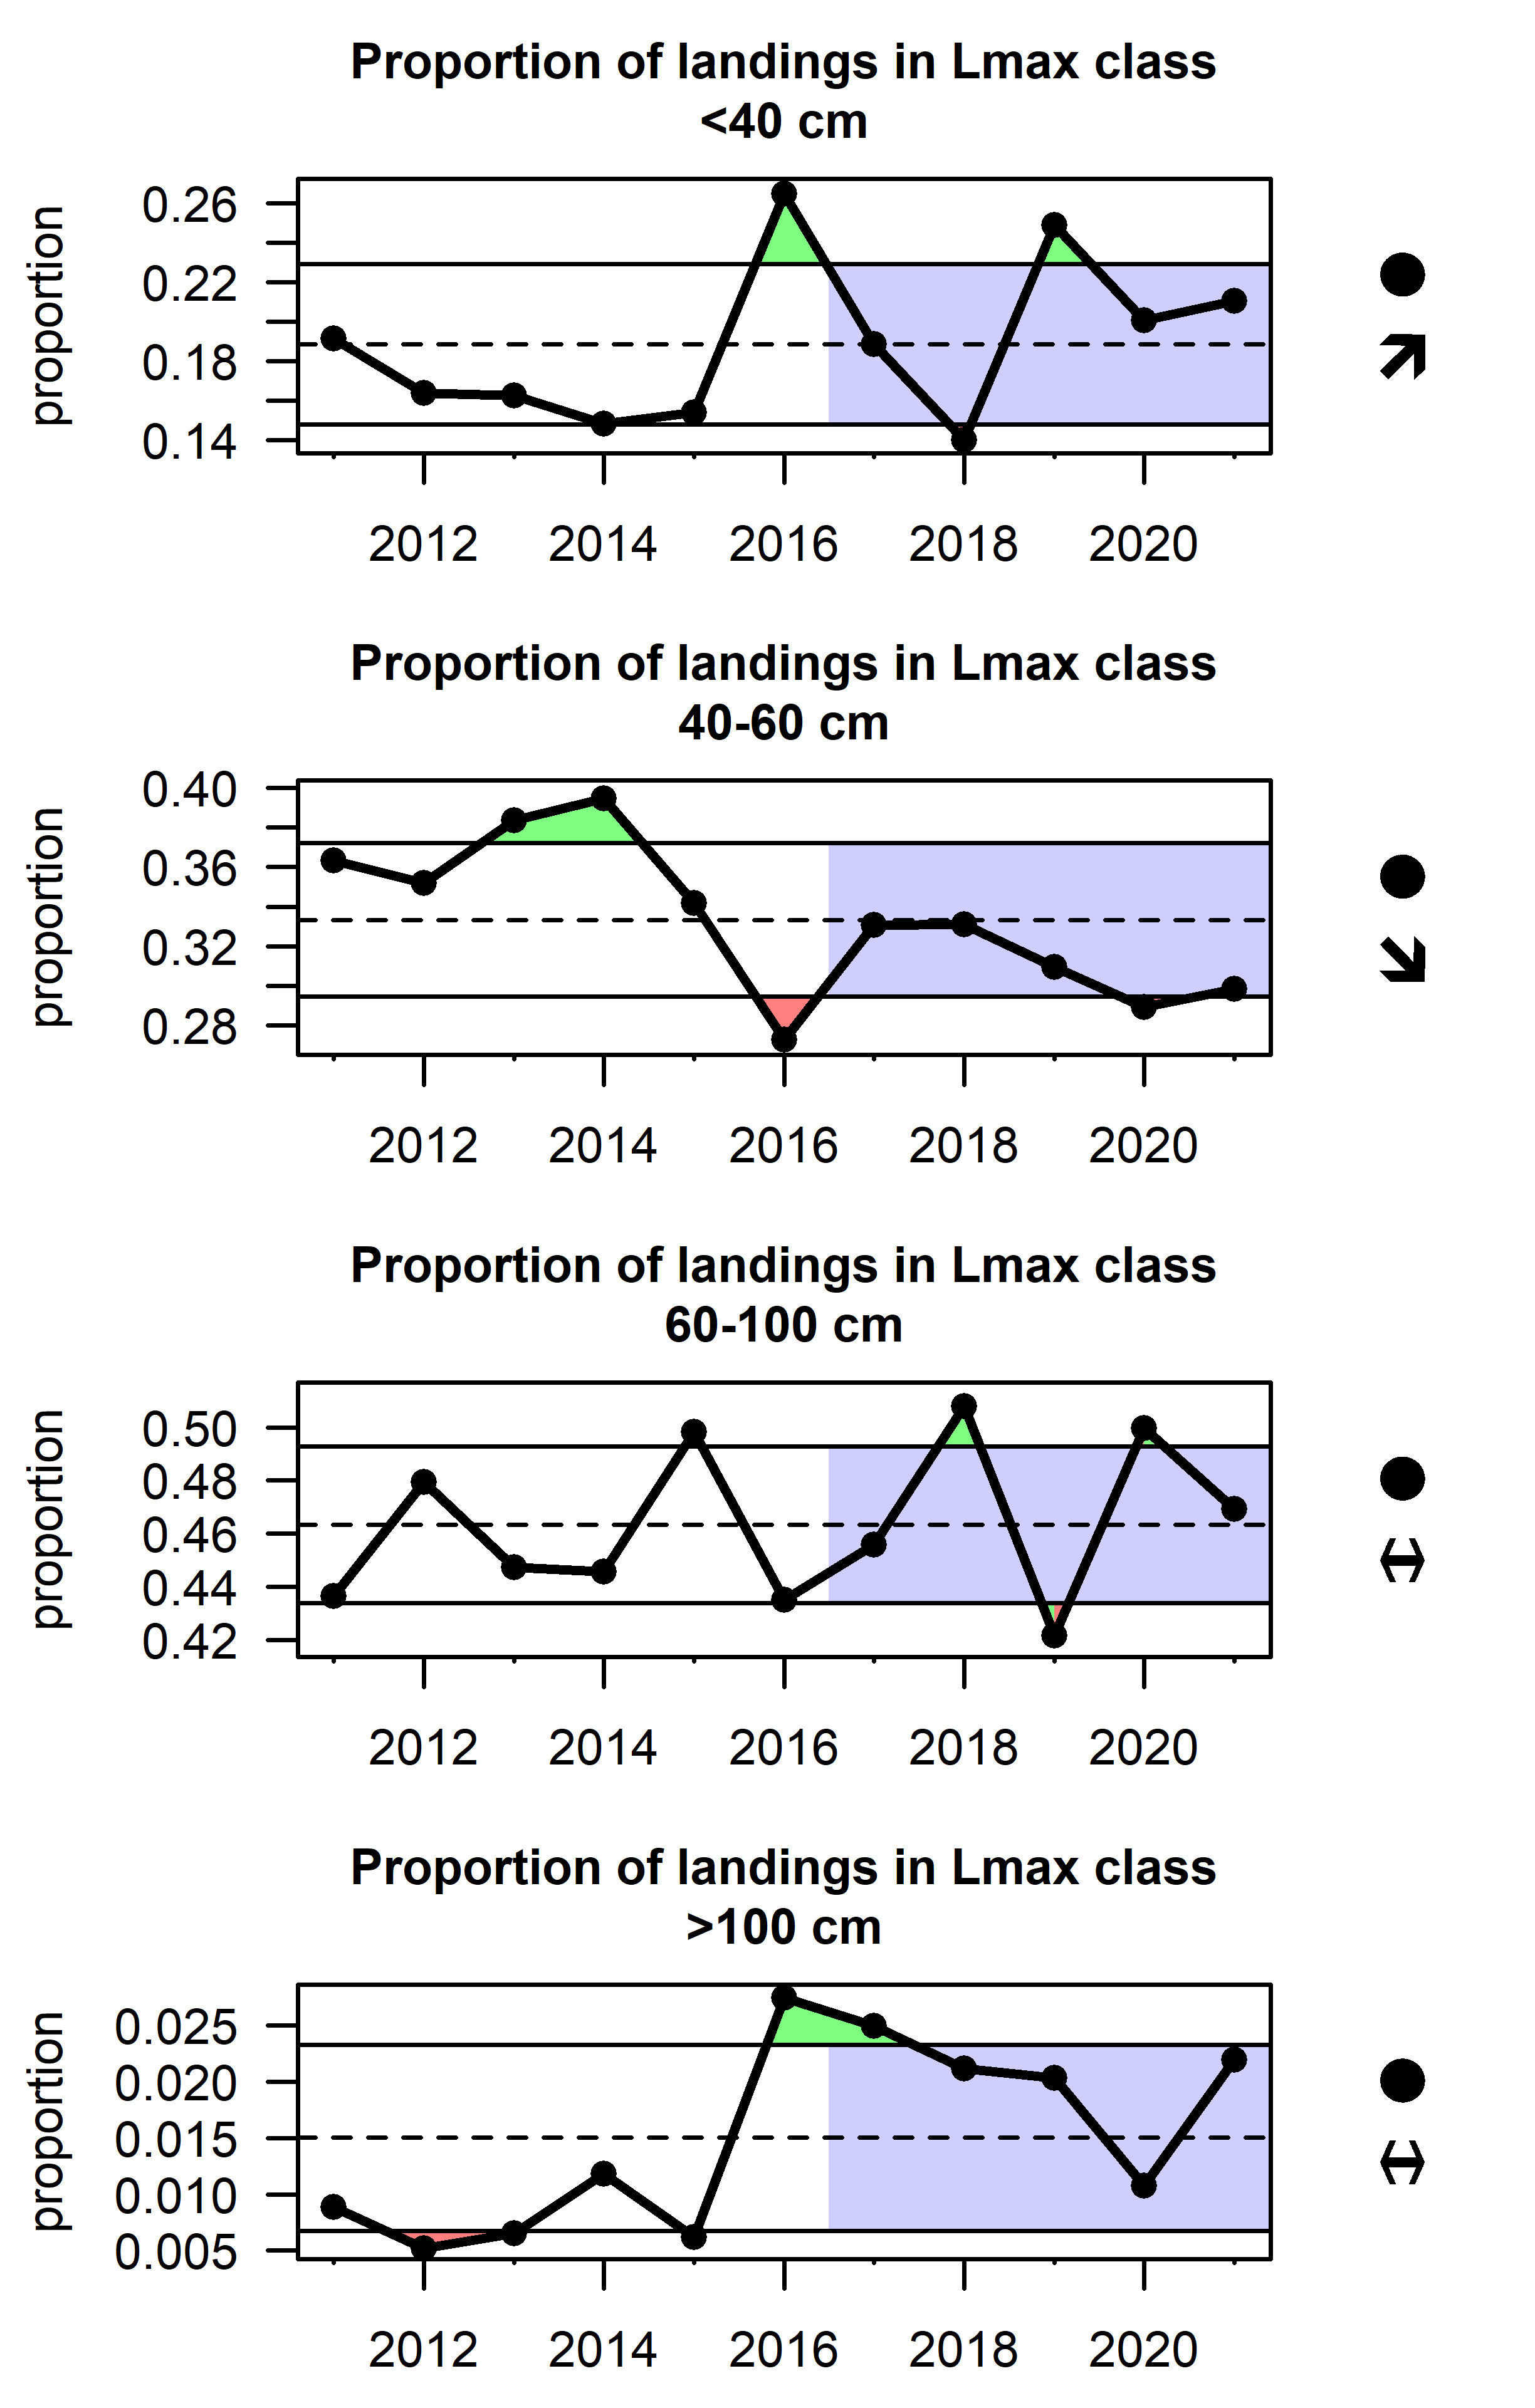 Proportion of landings in Lmax class
<40 cm
proportion
0.26
0.22
0.18
0.14
2012 2014 2016 2018 2020
Proportion of landings in Lmax class
40-60 cm
proportion
0.40
0.36
0.32
0.28
2012 2014 2016 2018 2020
Proportion of landings in Lmax class
60-100 cm
proportion
0.50
0.48
0.46
0.44
0.42
2012 2014 2016 2018 2020
Proportion of landings in Lmax class
>100 cm
proportion
0.025
0.020
0.015
0.010
0.005
2012 2014 2016 2018 2020